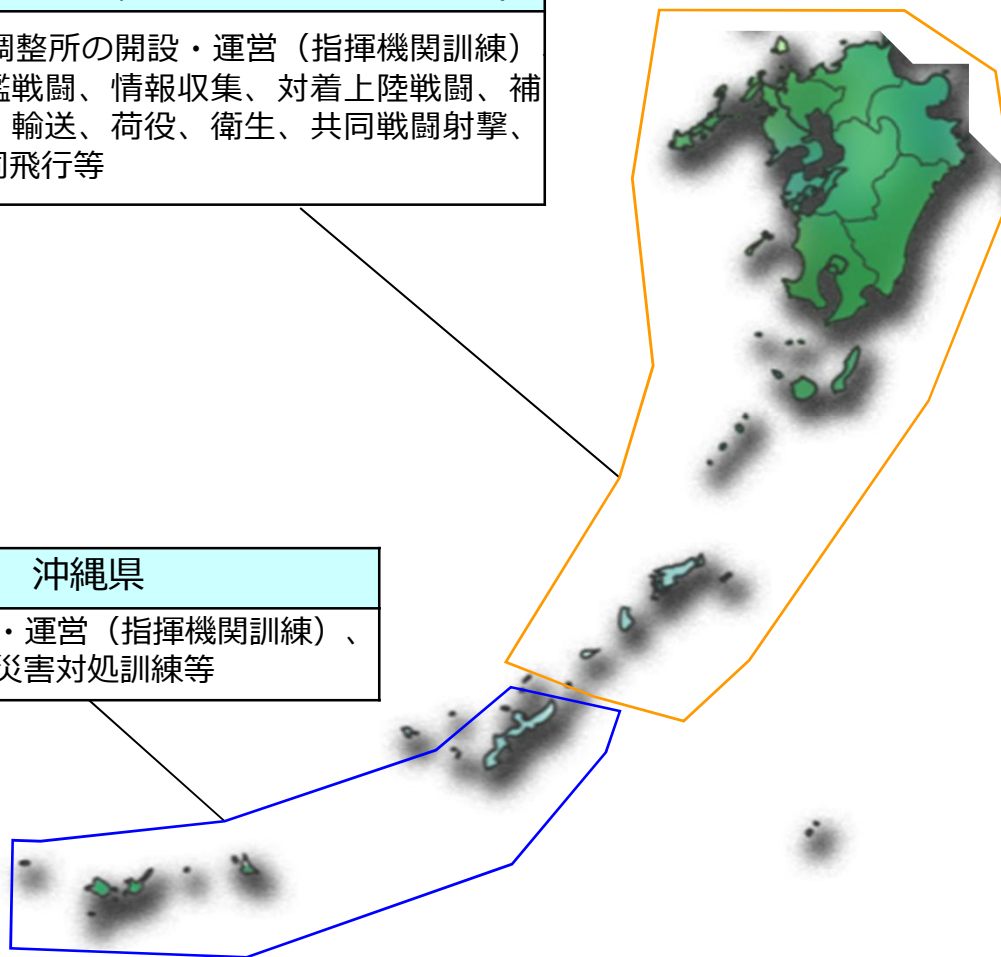 調整所の開設・運営（指揮機関訓練）
艦戦闘、情報収集、対着上陸戦闘、補
輸送、荷役、衛生、共同戦闘射撃、
同飛行等
沖縄県
・運営（指揮機関訓練）、
災害対処訓練等